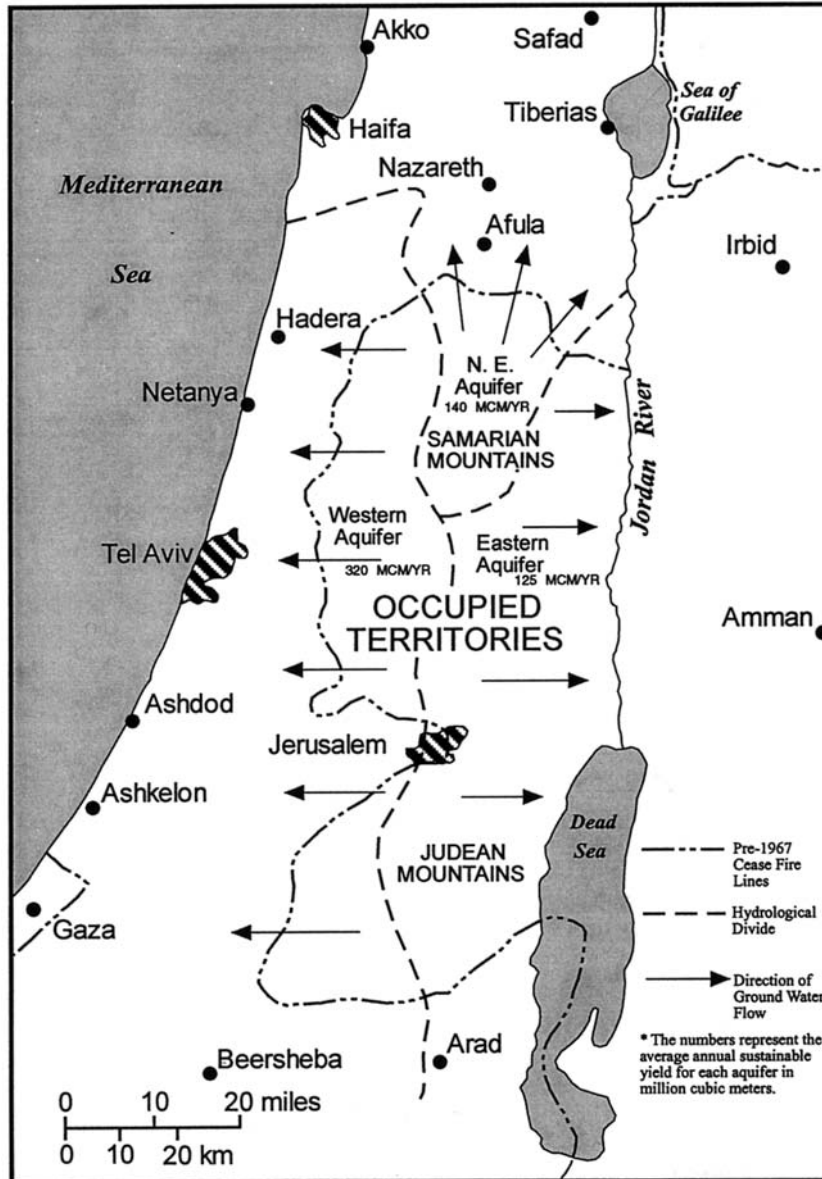 Akko
Safad
Sea of
Galilee
Haifa
Tiberias
Mediterranean
Sea
Nazareth
Afula
Irbid
Hadera
N. E.
Aquifer
140 MCM/YR
Netanya
SAMARIAN
MOUNTAINS
Jordan River
Western
Aquifer
320 MCM/YR
Tel Aviv
Eastern
Aquifer
125 MCM/YR
OCCUPIED
TERRITORIES
Amman
Ashdod
Jerusalem
Ashkelon
Dead
Sea
JUDEAN
MOUNTAINS
Gaza
Pre-1967
Cease Fire
Lines
Hydrological
Divide
Direction of
Ground Water
Flow
* The numbers represent the
average annual sustainable
yield for each aquifer in
million cubic meters.
Beersheba
Arad
0 10 20 miles
0 10 20 km